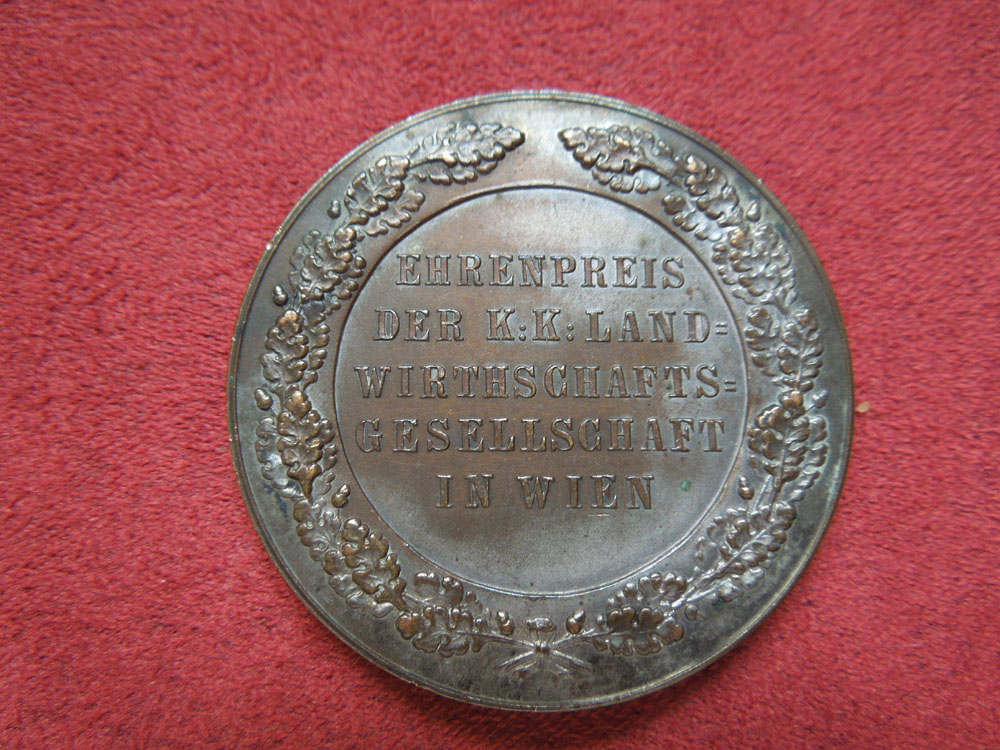 EHRENPREIS
DER K:K: LAND=
WIRTHSCHAFTS=
GESELLSCHAFT
IN WIEN